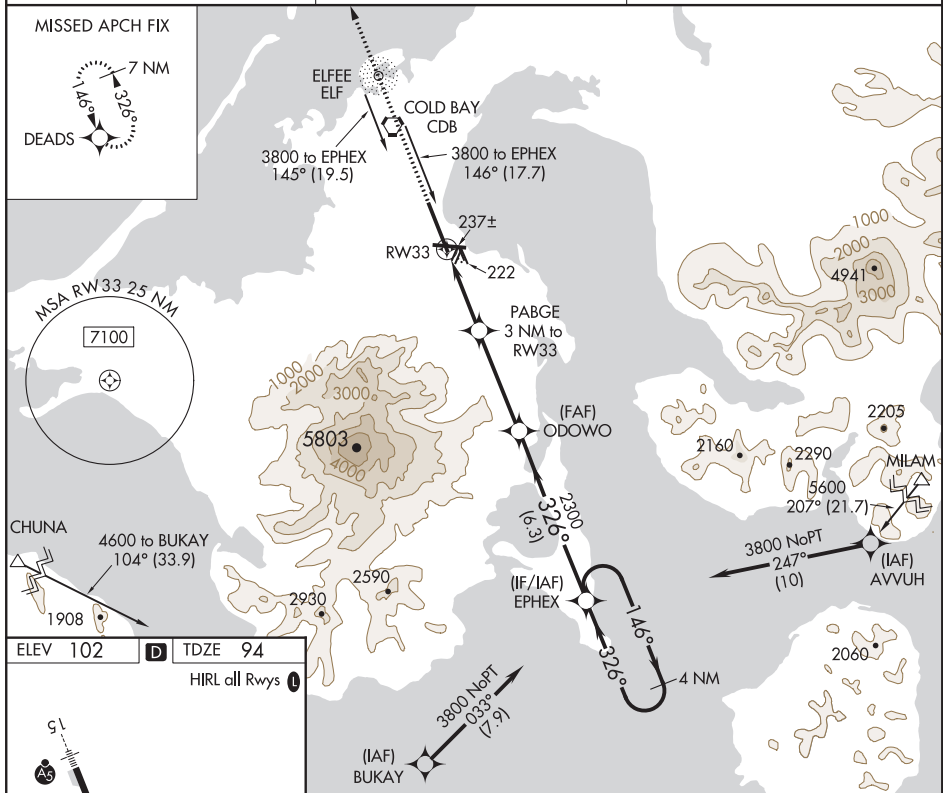 MISSED APCH FIX
7 NM
146°
326°
DEADS
ELFEE
ELF
COLD BAY
CDB
3800 to EPHEX
145° (19.5)
3800 to EPHEX
146° (17.7)
237±
RW33
222
MSA RW33 25 NM
7100
PABGE
3 NM to
RW33
1000
2000
4941
3000
1000
2000
3000
5803
4000
(FAF)
ODOWO
2205
2160
2290
MILAM
5600
207° (21.7)
2300
326°
(6.3)
CHUNA
4600 to BUKAY
104° (33.9)
3800 NoPT
247°
(10)
(IAF)
AVVUH
2590
2930
1908
(IF/IAF)
EPHEX
146°
326°
4 NM
2060
ELEV 102
D
TDZE 94
HIRL all Rwys L
3800 NoPT
033°
(7.9)
(IAF)
BUKAY
15
A5